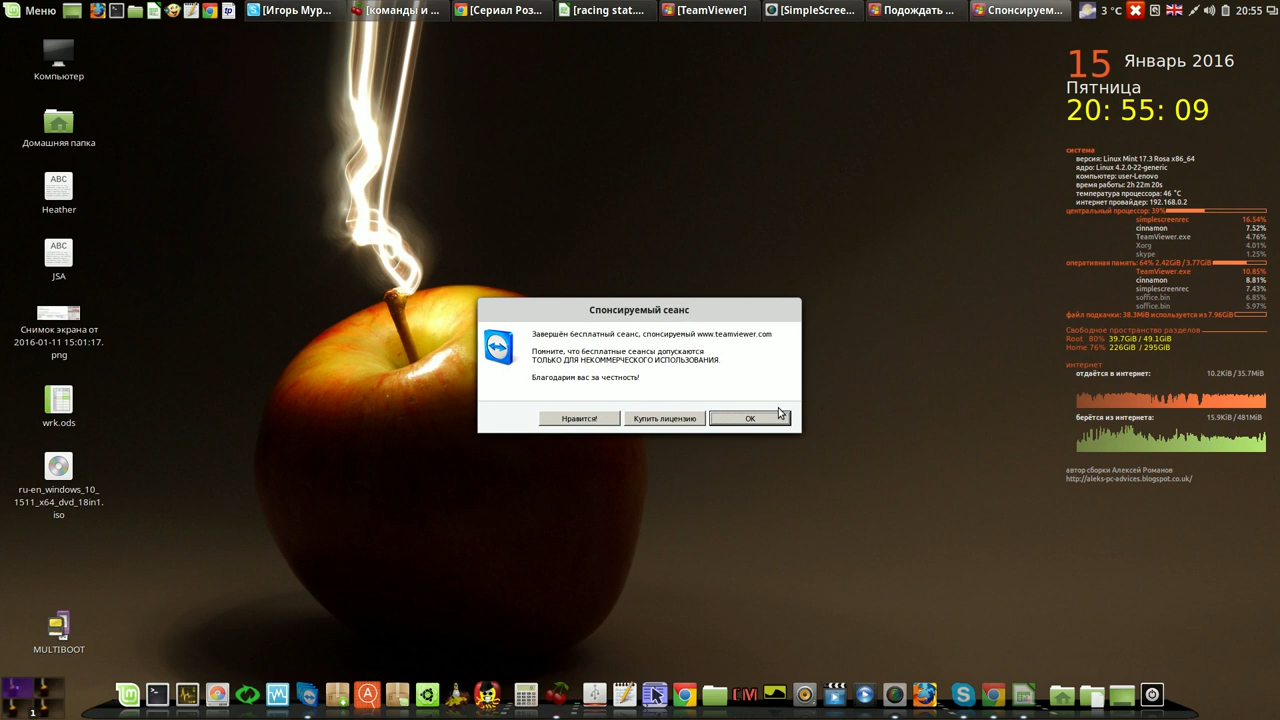 Меню
[Игорь Мур...
[команды и ...
[Сериал Роз...
[racing stat....
[TeamViewer]
[SimpleScree...
Подождать ...
Спонсируем...
3 °C
20:55
Компьютер
Домашняя папка
ABC
Heather
ABC
JSA
Снимок экрана от
2016-01-11 15:01:17.
png
wrk.ods
ru-en_windows_10_
1511_x64_dvd_18in1.
iso
MULTIBOOT
15 Январь 2016
Пятница
20: 55: 09
система
версия: Linux Mint 17.3 Rosa x86_64
ядро: Linux 4.2.0-22-generic
компьютер: user-Lenovo
время работы: 2h 22m 20s
температура процессора: 46 °C
интернет провайдер: 192.168.0.2
центральный процессор: 39%
simplescreenrec 16.54%
cinnamon 7.52%
TeamViewer.exe 4.76%
Xorg 4.01%
skype 1.25%
оперативная память: 64% 2.42GiB / 3.77GiB
TeamViewer.exe 10.85%
cinnamon 8.81%
simplescreenrec 7.43%
soffice.bin 6.85%
soffice.bin 5.97%
файл подкачки: 38.3MiB используется из 7.96GiB
Свободное пространство разделов
Root 80% 39.7GiB / 49.1GiB
Home 76% 226GiB / 295GiB
интернет
отдаётся в интернет: 10.2KiB / 35.7MiB
берётся из интернета: 15.9KiB / 481MiB
автор сборки Алексей Романов
http://aleks-pc-advices.blogspot.co.uk/
Спонсируемый сеанс
Завершён бесплатный сеанс, спонсируемый www.teamviewer.com
Помните, что бесплатные сеансы допускаются
ТОЛЬКО ДЛЯ НЕКОММЕРЧЕСКОГО ИСПОЛЬЗОВАНИЯ.
Благодарим вас за честность!
Нравится!
Купить лицензию
OK
1